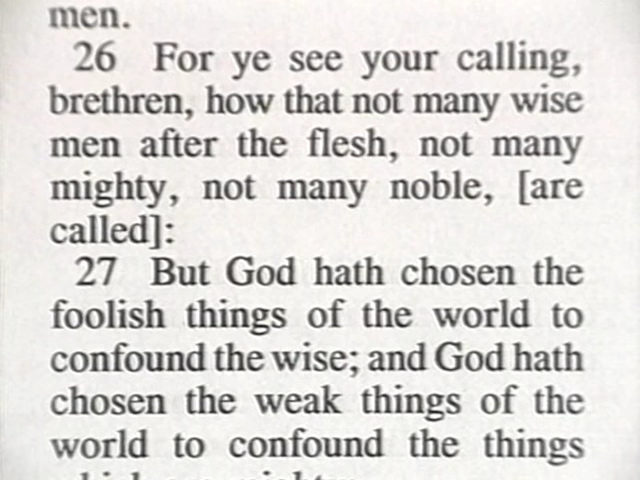 men.
26 For ye see your calling,
brethren, how that not many wise
men after the flesh, not many
mighty, not many noble, [are
called]:
27 But God hath chosen the
foolish things of the world to
confound the wise; and God hath
chosen the weak things of the
world to confound the things